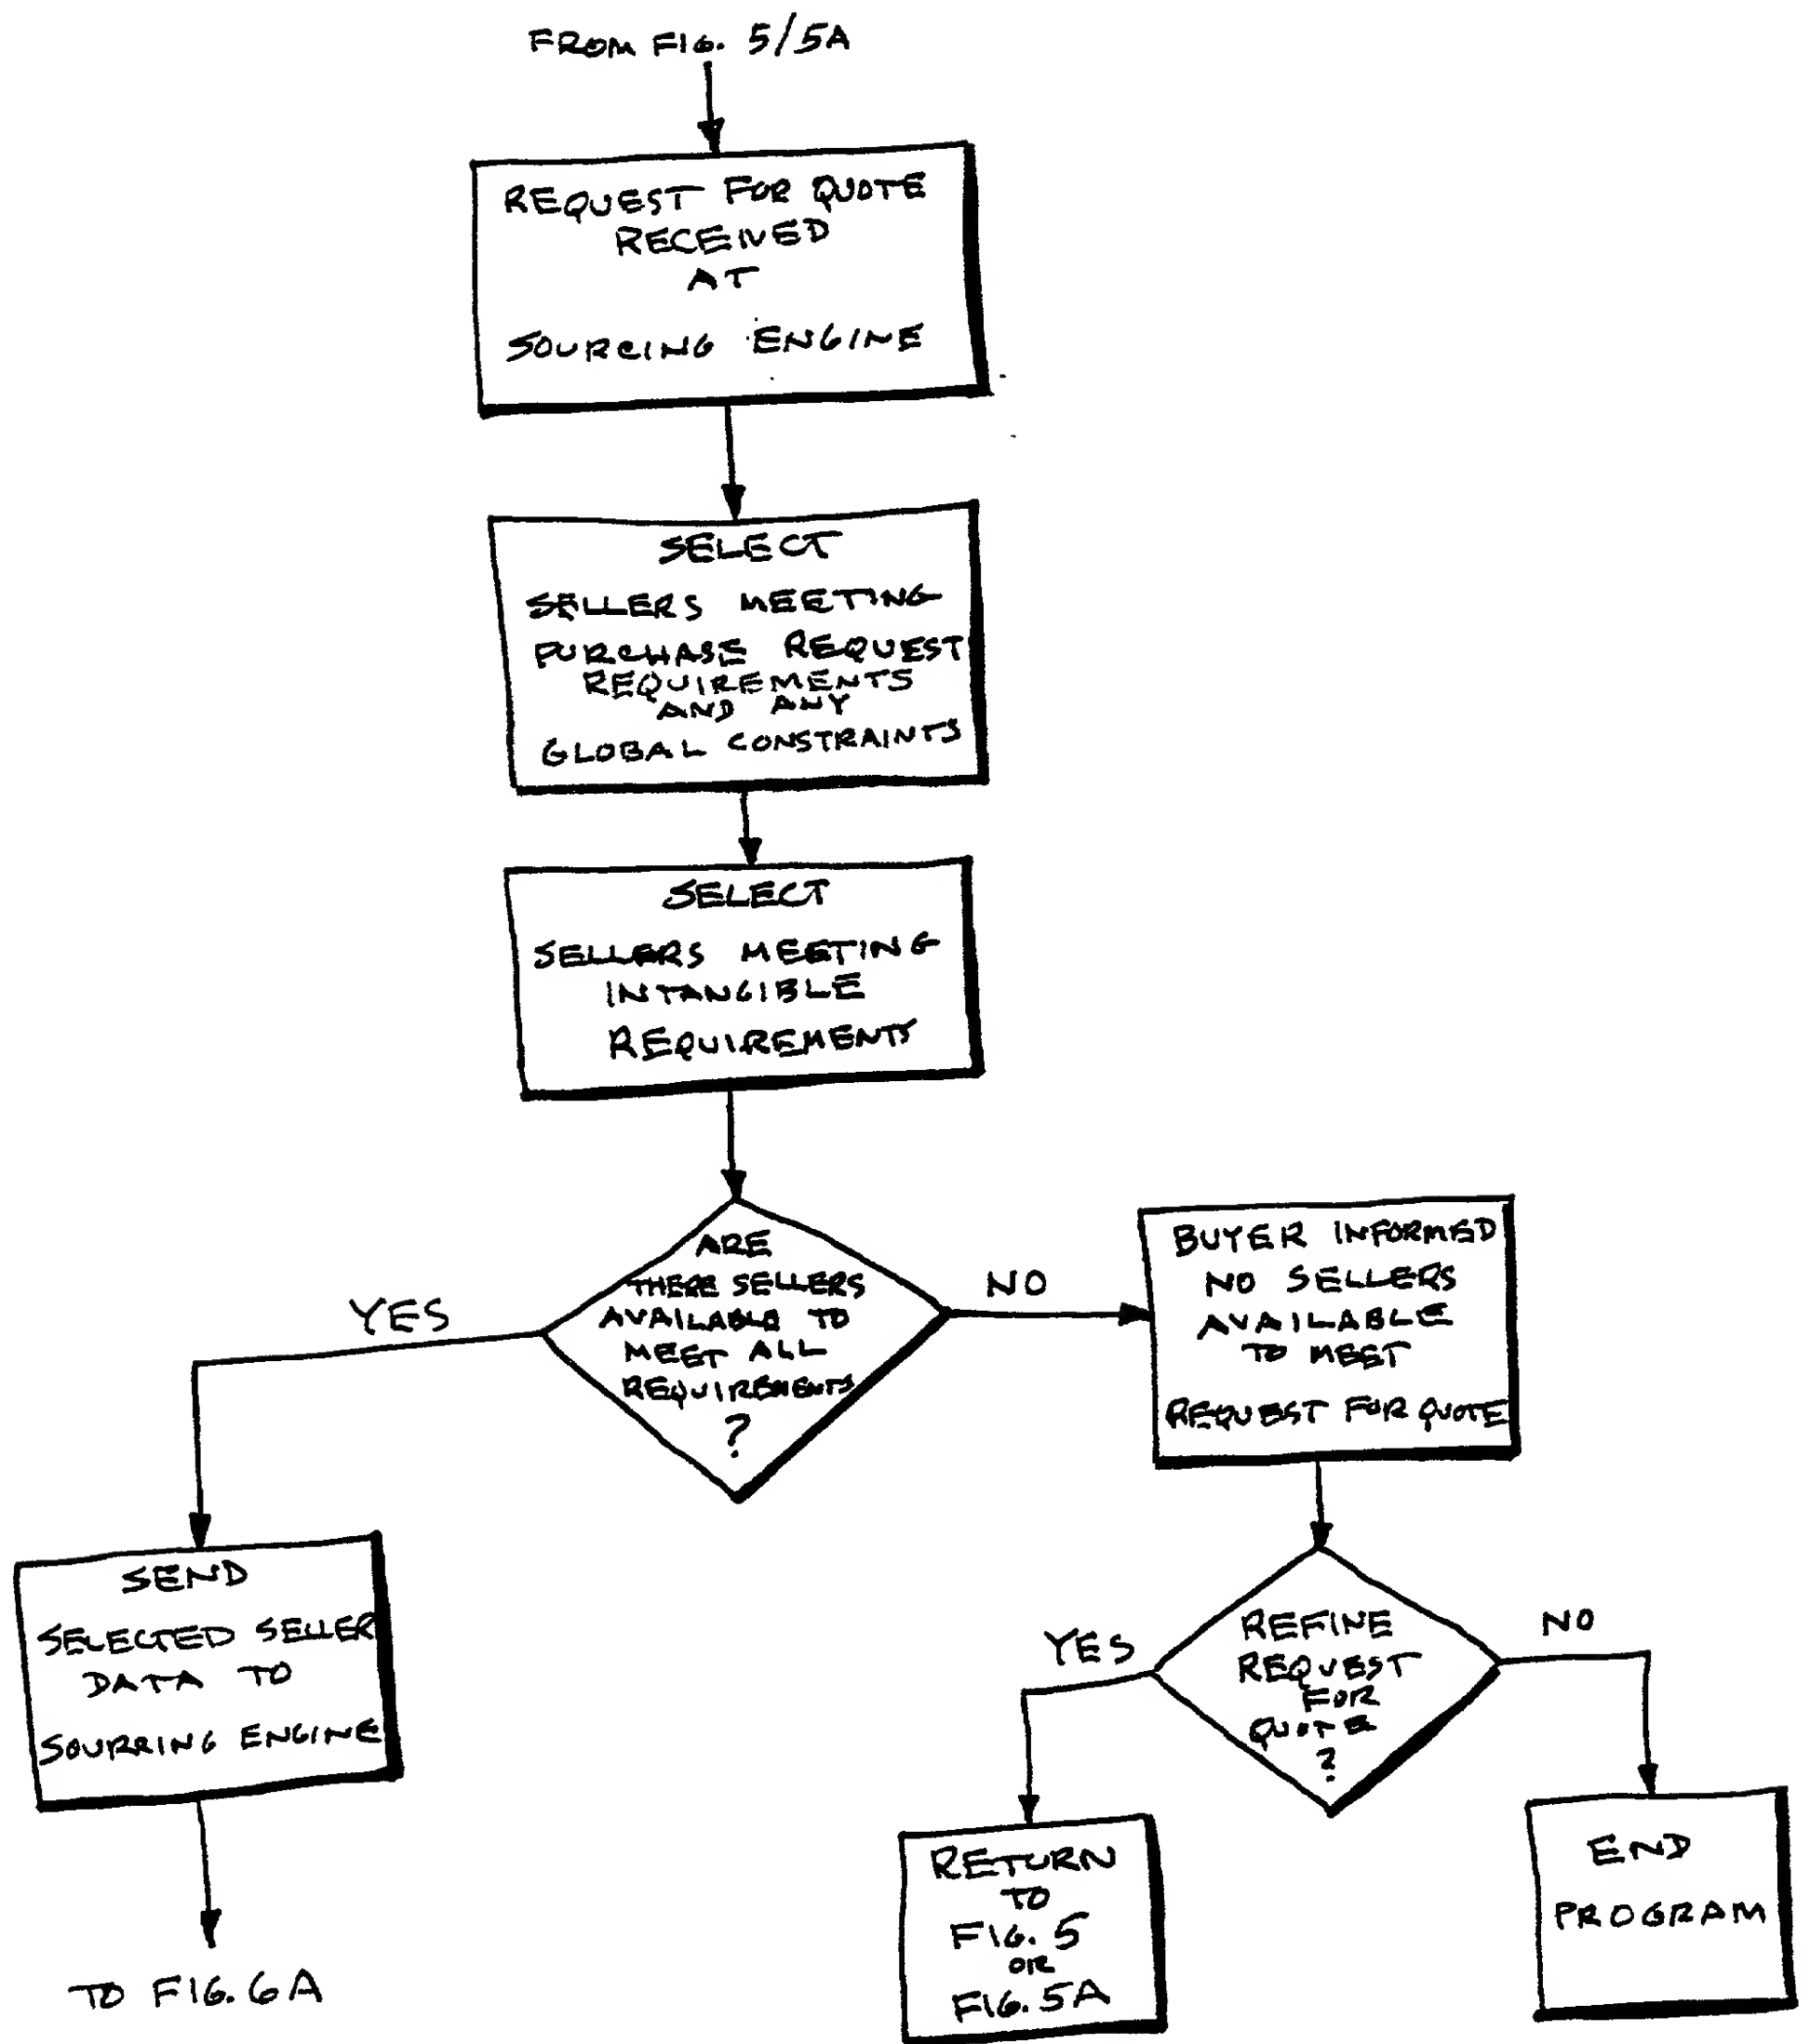 FROM FIG. 5/5A
REQUEST FOR QUOTE
RECEIVED
AT
SOURCING ENGINE
SELECT
SELLERS MEETING
PURCHASE REQUEST
REQUIREMENTS
AND ANY
GLOBAL CONSTRAINTS
SELECT
SELLERS MEETING
INTANGIBLE
REQUIREMENTS
ARE
THERE SELLERS
AVAILABLE TO
MEET ALL
REQUIREMENTS
?
YES
NO
BUYER INFORMED
NO SELLERS
AVAILABLE
TO MEET
REQUEST FOR QUOTE
SEND
SELECTED SELLER
DATA TO
SOURRING ENGINE
TO FIG. 6A
REFINE
REQUEST
FOR
QUOTE
?
YES
NO
RETURN
TO
FIG. 5
OR
FIG. 5A
END
PROGRAM